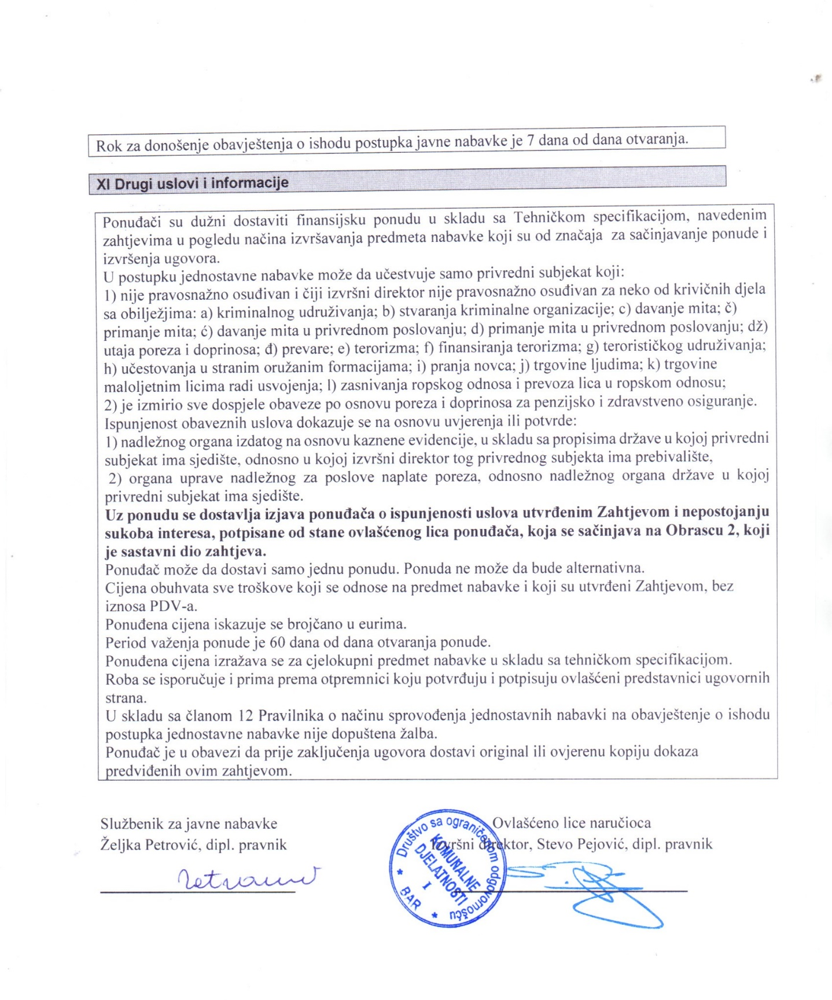 Rok za donošenje obavještenja o ishodu postupka javne nabavke je 7 dana od dana otvaranja.
XI Drugi uslovi i informacije
Ponuđači su dužni dostaviti finansijsku ponudu u skladu sa Tehničkom specifikacijom, navedenim
zahtjevima u pogledu načina izvršavanja predmeta nabavke koji su od značaja za sačinjavanje ponude i
izvršenja ugovora.
U postupku jednostavne nabavke može da učestvuje samo privredni subjekat koji:
1) nije pravosnažno osuđivan i čiji izvršni direktor nije pravosnažno osuđivan za neko od krivičnih djela
sa obilježjima: a) kriminalnog udruživanja; b) stvaranja kriminalne organizacije; c) davanje mita; č)
primanje mita; ć) davanje mita u privrednom poslovanju; d) primanje mita u privrednom poslovanju; dž)
utaja poreza i doprinosa; đ) prevare; e) terorizma; f) finansiranja terorizma; g) terorističkog udruživanja;
h) učestovanja u stranim oružanim formacijama; i) pranja novca; j) trgovine ljudima; k) trgovine
maloljetnim licima radi usvojenja; l) zasnivanja ropskog odnosa i prevoza lica u ropskom odnosu;
2) je izmirio sve dospjele obaveze po osnovu poreza i doprinosa za penzijsko i zdravstveno osiguranje.
Ispunjenost obaveznih uslova dokazuje se na osnovu uvjerenja ili potvrde:
1) nadležnog organa izdatog na osnovu kaznene evidencije, u skladu sa propisima države u kojoj privredni
subjekat ima sjedište, odnosno u kojoj izvršni direktor tog privrednog subjekta ima prebivalište,
2) organa uprave nadležnog za poslove naplate poreza, odnosno nadležnog organa države u kojoj
privredni subjekat ima sjedište.
Uz ponudu se dostavlja izjava ponuđača o ispunjenosti uslova utvrđenim Zahtjevom i nepostojanju
sukoba interesa, potpisane od stane ovlašćenog lica ponuđača, koja se sačinjava na Obrascu 2, koji
je sastavni dio zahtjeva.
Ponuđač može da dostavi samo jednu ponudu. Ponuda ne može da bude alternativna.
Cijena obuhvata sve troškove koji se odnose na predmet nabavke i koji su utvrđeni Zahtjevom, bez
iznosa PDV-a.
Ponuđena cijena iskazuje se brojčano u eurima.
Period važenja ponude je 60 dana od dana otvaranja ponude.
Ponuđena cijena izražava se za cjelokupni predmet nabavke u skladu sa tehničkom specifikacijom.
Roba se isporučuje i prima prema otpremnici koju potvrđuju i potpisuju ovlašćeni predstavnici ugovornih
strana.
U skladu sa članom 12 Pravilnika o načinu sprovođenja jednostavnih nabavki na obavještenje o ishodu
postupka jednostavne nabavke nije dopuštena žalba.
Ponuđač je u obavezi da prije zaključenja ugovora dostavi original ili ovjerenu kopiju dokaza
predviđenih ovim zahtjevom.
Službenik za javne nabavke
Željka Petrović, dipl. pravnik
Ovlašćeno lice naručioca
Izvršni direktor, Stevo Pejović, dipl. pravnik
Društvo sa ograničenom odgovornošću
KOMUNALNE
DJELATNOSTI
I
* BAR *